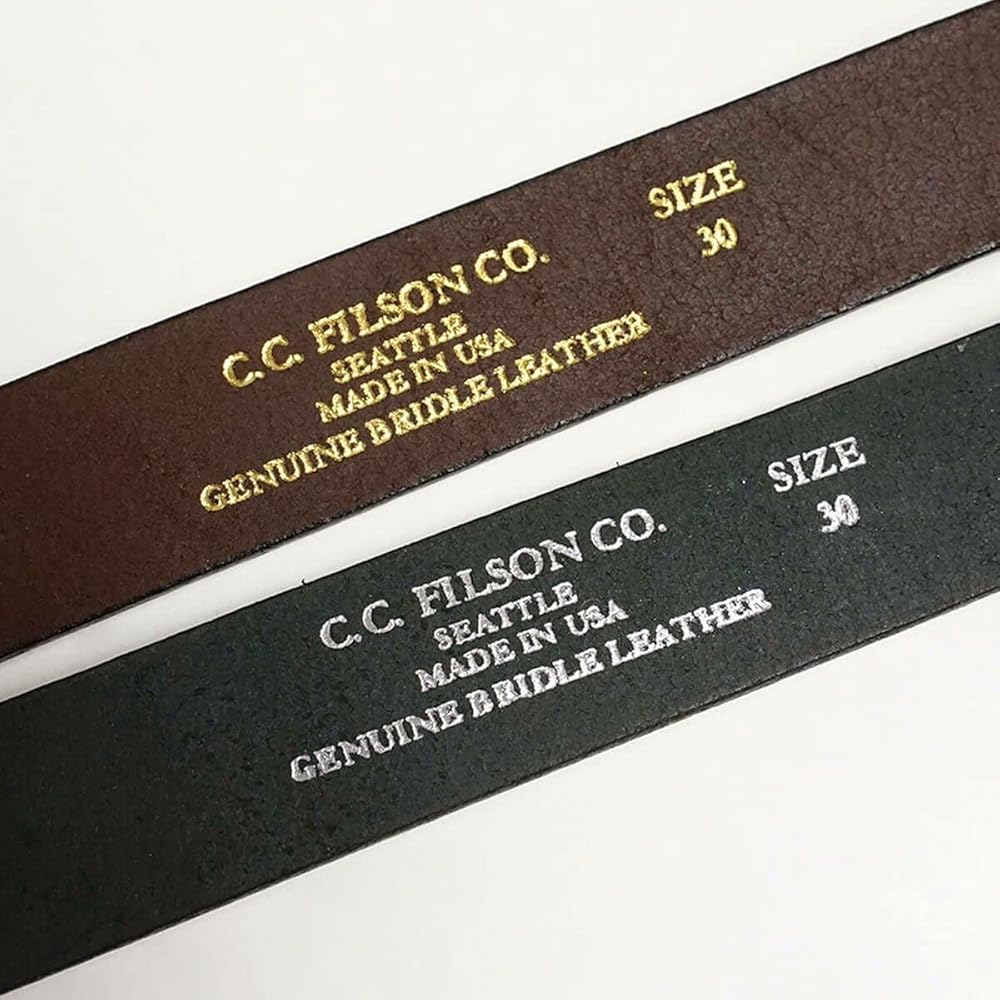 C.C. FILSON CO.
SEATTLE
MADE IN USA
GENUINE BRIDLE LEATHER
SIZE
30
C.C. FILSON CO.
SEATTLE
MADE IN USA
GENUINE BRIDLE LEATHER
SIZE
30